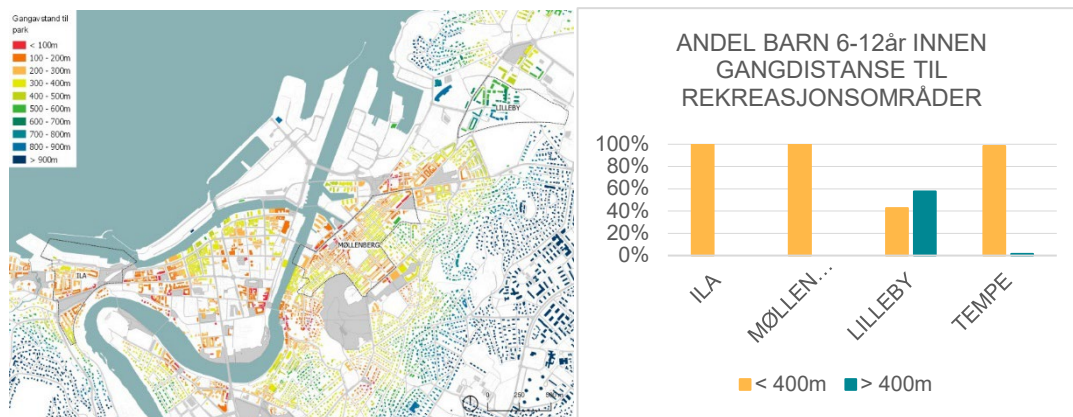 Gangavstand til
park
< 100m
100 - 200m
200 - 300m
300 - 400m
400 - 500m
500 - 600m
600 - 700m
700 - 800m
800 - 900m
> 900m
LILLEBY
MØLLENBERG
ILA
0
250
ANDEL BARN 6-12år INNEN
GANGDISTANSE TIL
REKREASJONSOMRÅDER
100%
80%
60%
40%
20%
0%
ILA
MØLLEN…
LILLEBY
TEMPE
< 400m
> 400m